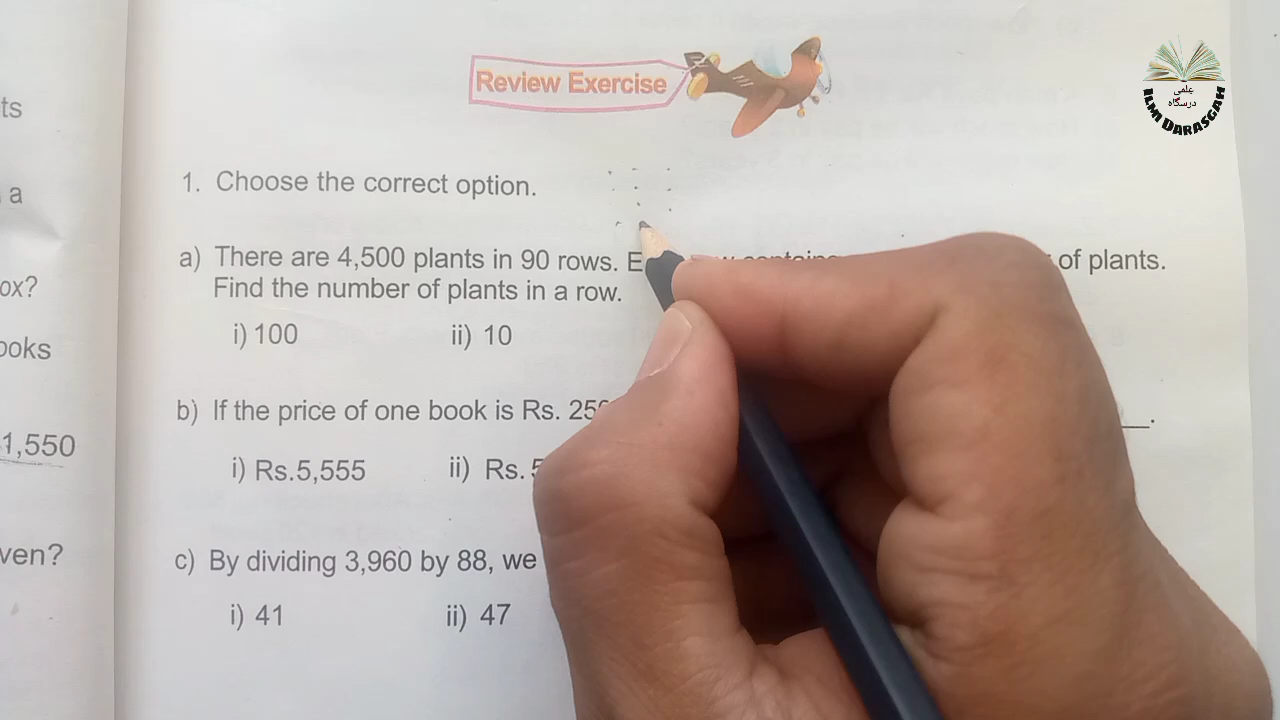 Review Exercise
علمی
درسگاه
ILMI DARASGAH
ts
1. Choose the correct option.
a
a) There are 4,500 plants in 90 rows. of plants.
Find the number of plants in a row.
ox?
i) 100 ii) 10
ooks
b) If the price of one book is Rs. ___.
1,550
i) Rs.5,555 ii) Rs.
ven?
c) By dividing 3,960 by 88, we
i) 41 ii) 47